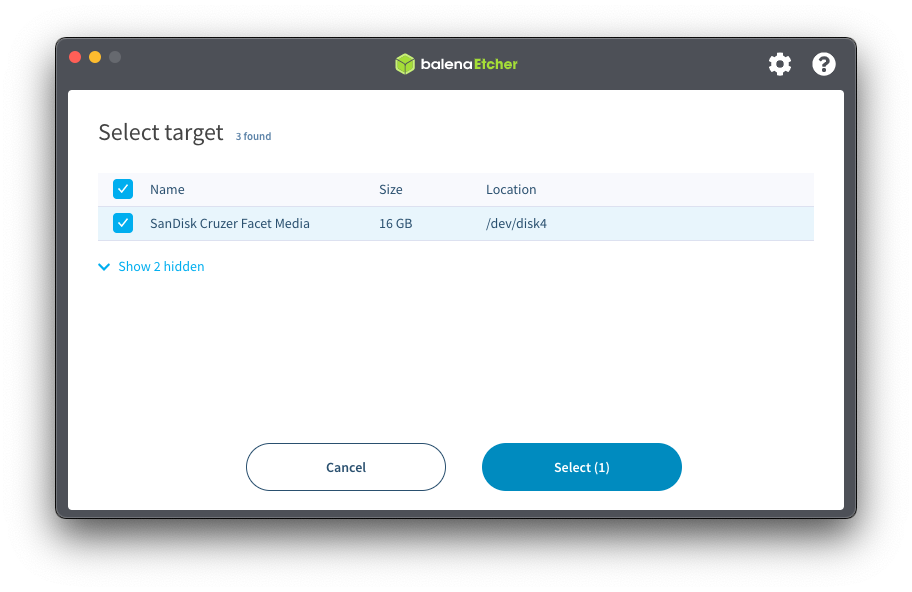 balenaEtcher
Select target 3 found
Name Size Location
SanDisk Cruzer Facet Media 16 GB /dev/disk4
Show 2 hidden
Cancel Select (1)